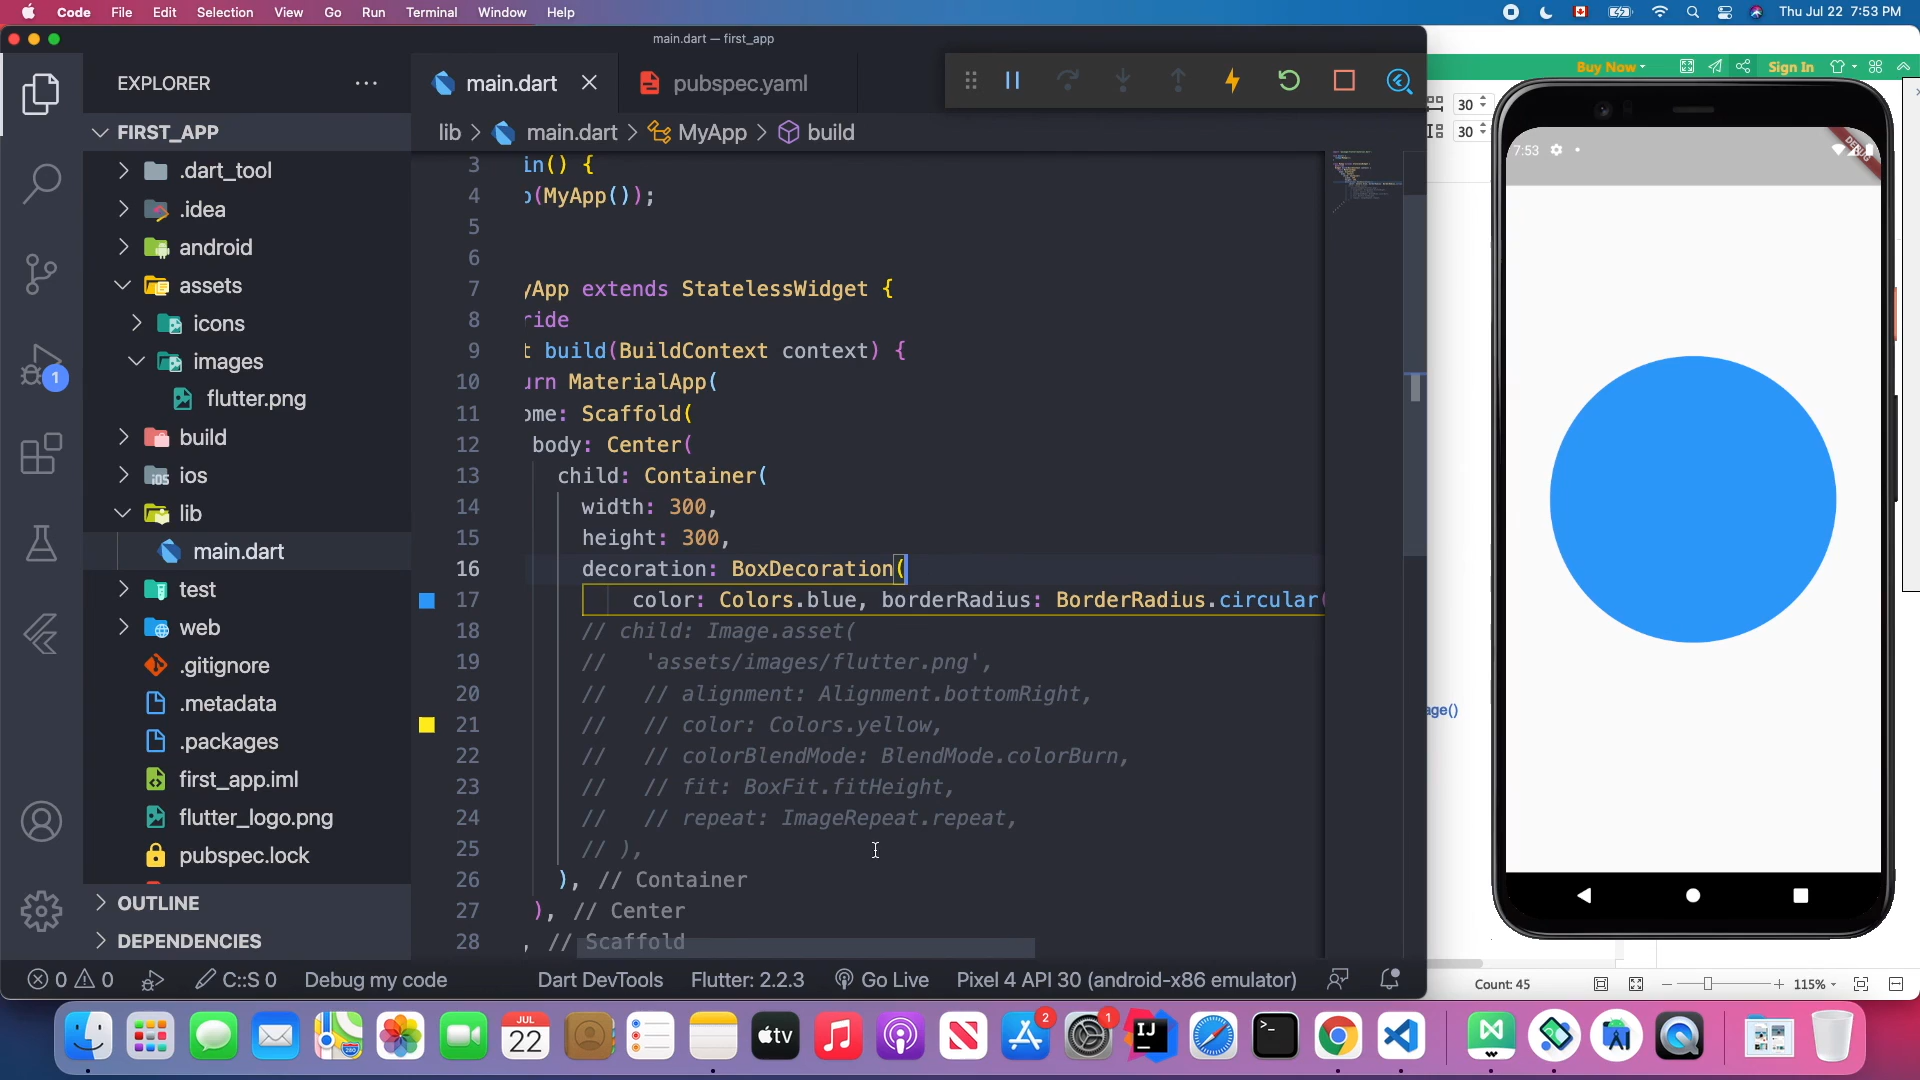 Code File Edit Selection View Go Run Terminal Window Help
Thu Jul 22 7:53 PM
main.dart — first_app
EXPLORER
main.dart
pubspec.yaml
Buy Now
Sign In
30
30
FIRST_APP
lib > main.dart > MyApp > build
.dart_tool
.idea
android
assets
icons
images
flutter.png
build
ios
lib
main.dart
test
web
.gitignore
.metadata
.packages
first_app.iml
flutter_logo.png
pubspec.lock
OUTLINE
DEPENDENCIES
1
3 in() {
4 (MyApp());
5
6
7 yApp extends StatelessWidget {
8 ride
9 t build(BuildContext context) {
10 urn MaterialApp(
11 ome: Scaffold(
12 body: Center(
13 child: Container(
14 width: 300,
15 height: 300,
16 decoration: BoxDecoration(
17 color: Colors.blue, borderRadius: BorderRadius.circular(
18 // child: Image.asset(
19 // 'assets/images/flutter.png',
20 // // alignment: Alignment.bottomRight,
21 // // color: Colors.yellow,
22 // // colorBlendMode: BlendMode.colorBurn,
23 // // fit: BoxFit.fitHeight,
24 // // repeat: ImageRepeat.repeat,
25 // ),
26 ), // Container
27 ), // Center
28 , // Scaffold
7:53
DEBUG
age()
0 0 C::S 0 Debug my code Dart DevTools Flutter: 2.2.3 Go Live Pixel 4 API 30 (android-x86 emulator)
Count: 45
115%
JUL
22
280
tv
2
1
IJ
>_